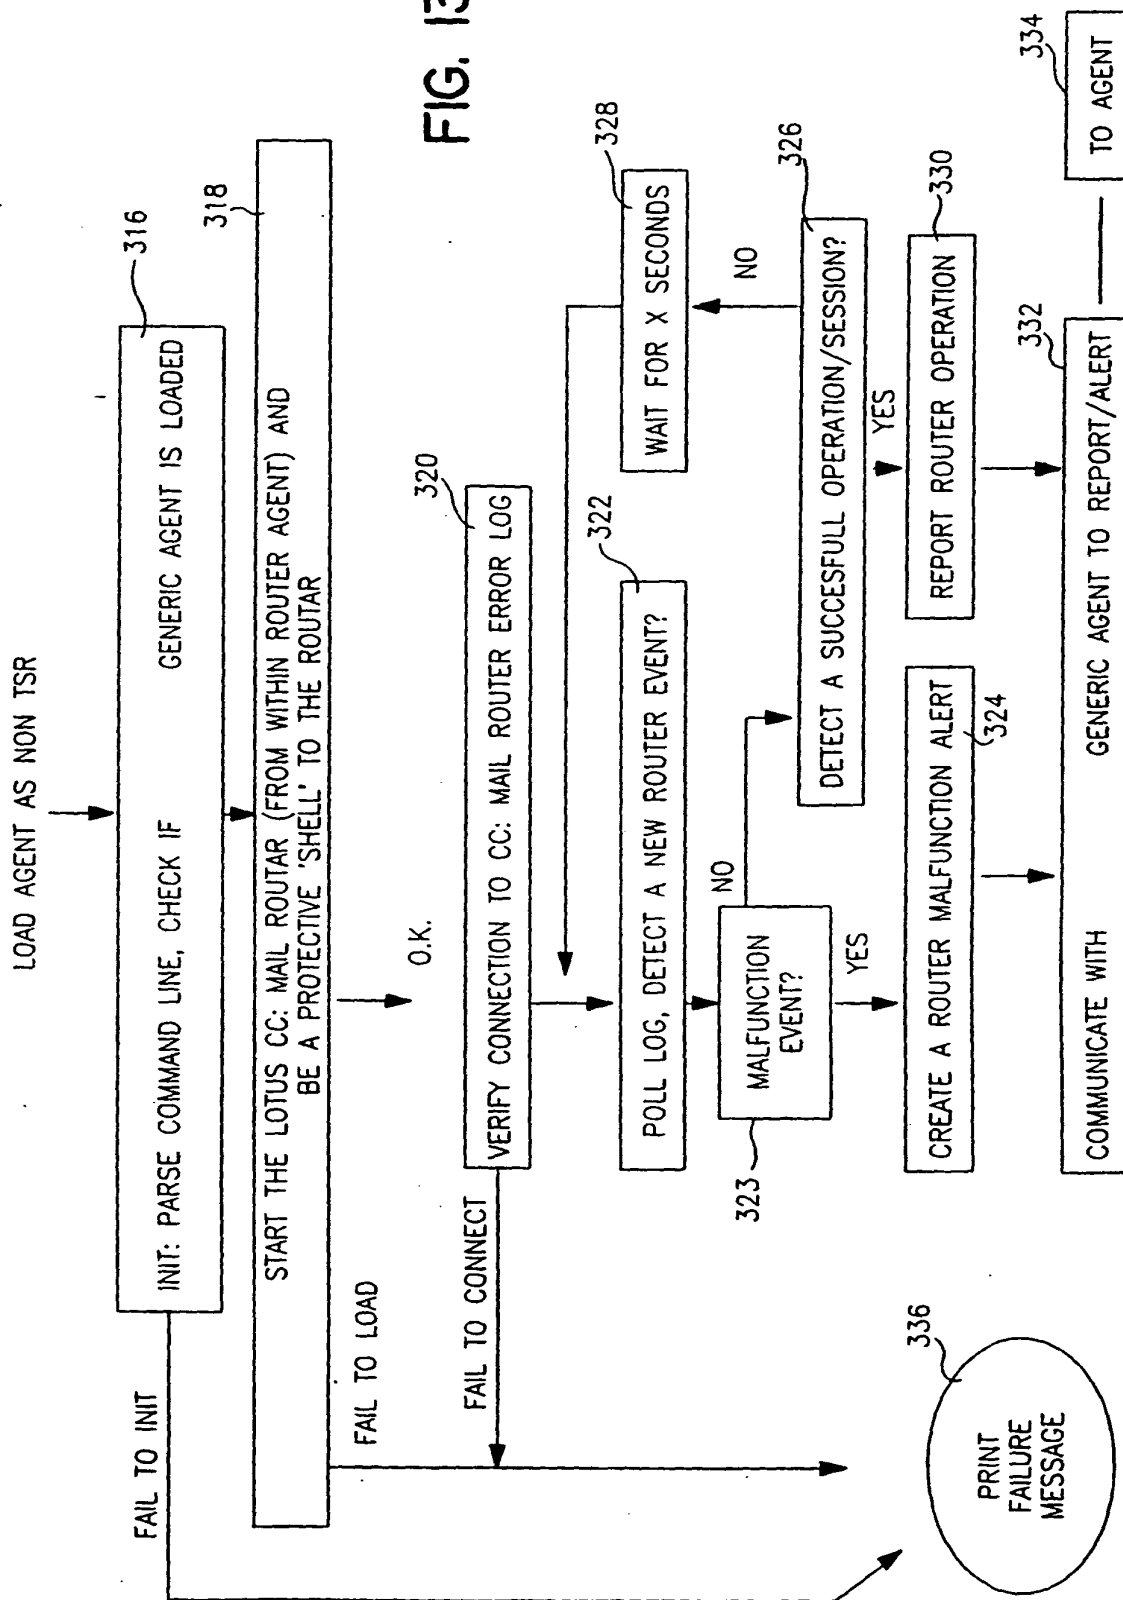 LOAD AGENT AS NON TSR
316
INIT: PARSE COMMAND LINE, CHECK IF GENERIC AGENT IS LOADED
FAIL TO INIT
318
START THE LOTUS CC: MAIL ROUTAR (FROM WITHIN ROUTER AGENT) AND
BE A PROTECTIVE 'SHELL' TO THE ROUTAR
FAIL TO LOAD
O.K.
320
VERIFY CONNECTION TO CC: MAIL ROUTER ERROR LOG
FAIL TO CONNECT
FIG. 13
328
WAIT FOR X SECONDS
322
POLL LOG, DETECT A NEW ROUTER EVENT?
NO
323
MALFUNCTION
EVENT?
NO
YES
326
DETECT A SUCCESFULL OPERATION/SESSION?
YES
324
CREATE A ROUTER MALFUNCTION ALERT
330
REPORT ROUTER OPERATION
332
COMMUNICATE WITH GENERIC AGENT TO REPORT/ALERT
334
TO AGENT
336
PRINT
FAILURE
MESSAGE